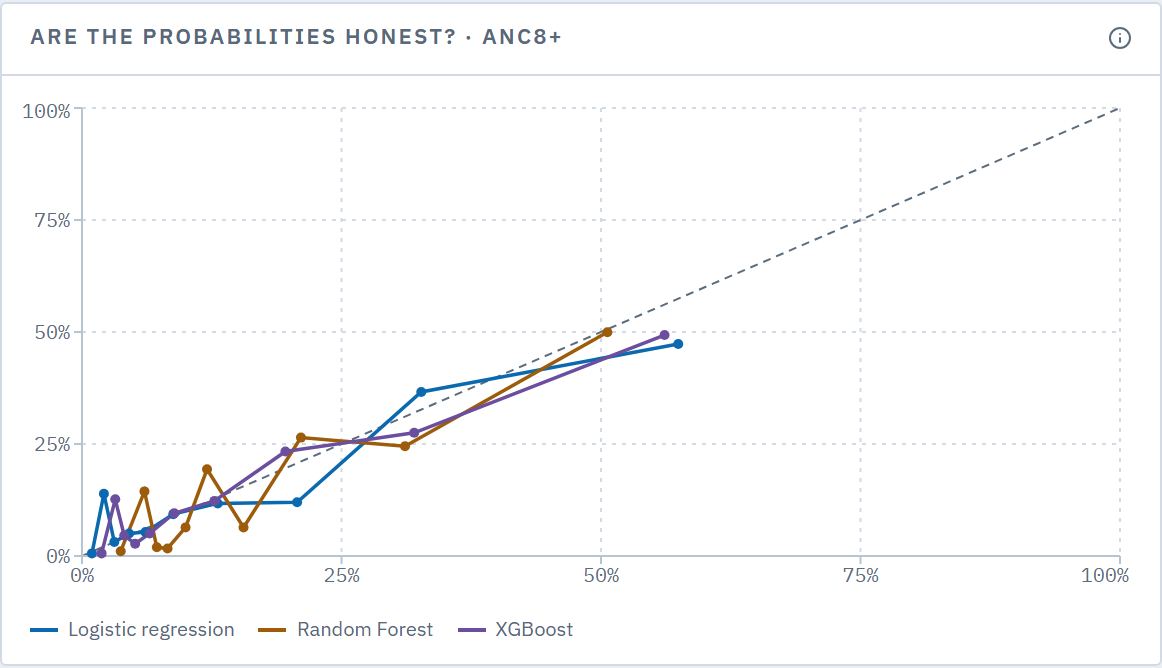 ARE THE PROBABILITIES HONEST? · ANC8+
100%
75%
50%
25%
0%
0% 25% 50% 75% 100%
Logistic regression Random Forest XGBoost